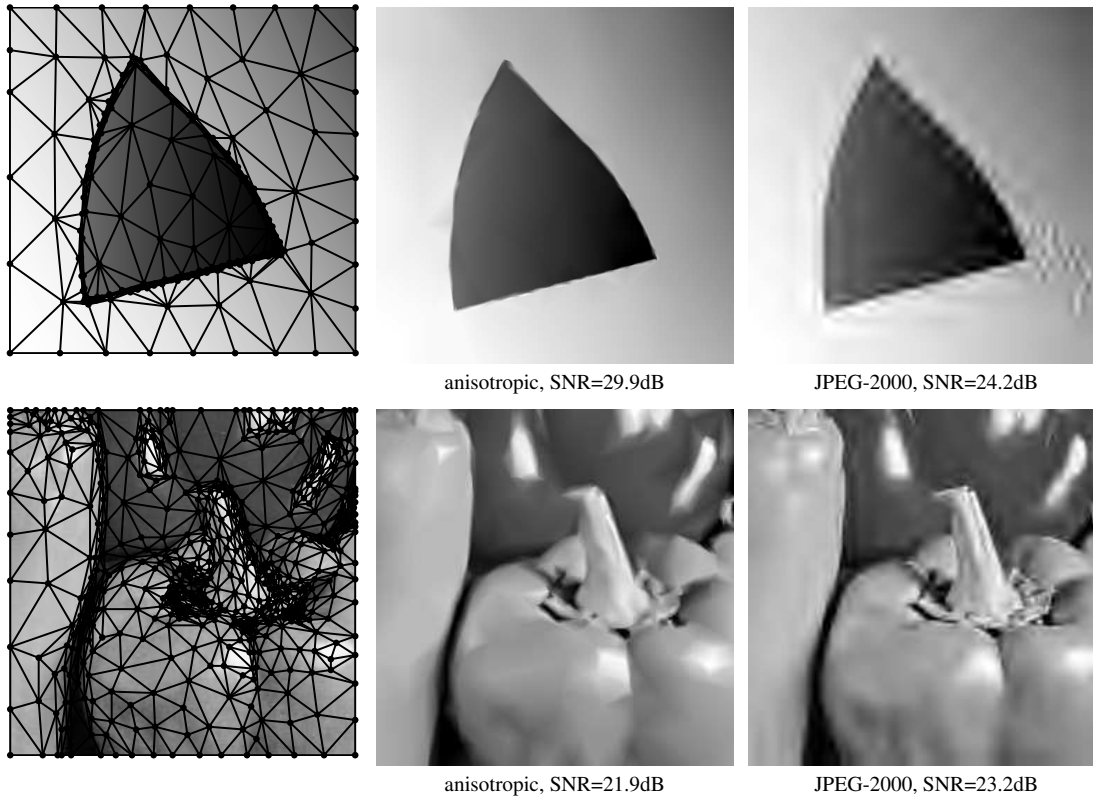 anisotropic, SNR=29.9dB
JPEG-2000, SNR=24.2dB
anisotropic, SNR=21.9dB
JPEG-2000, SNR=23.2dB